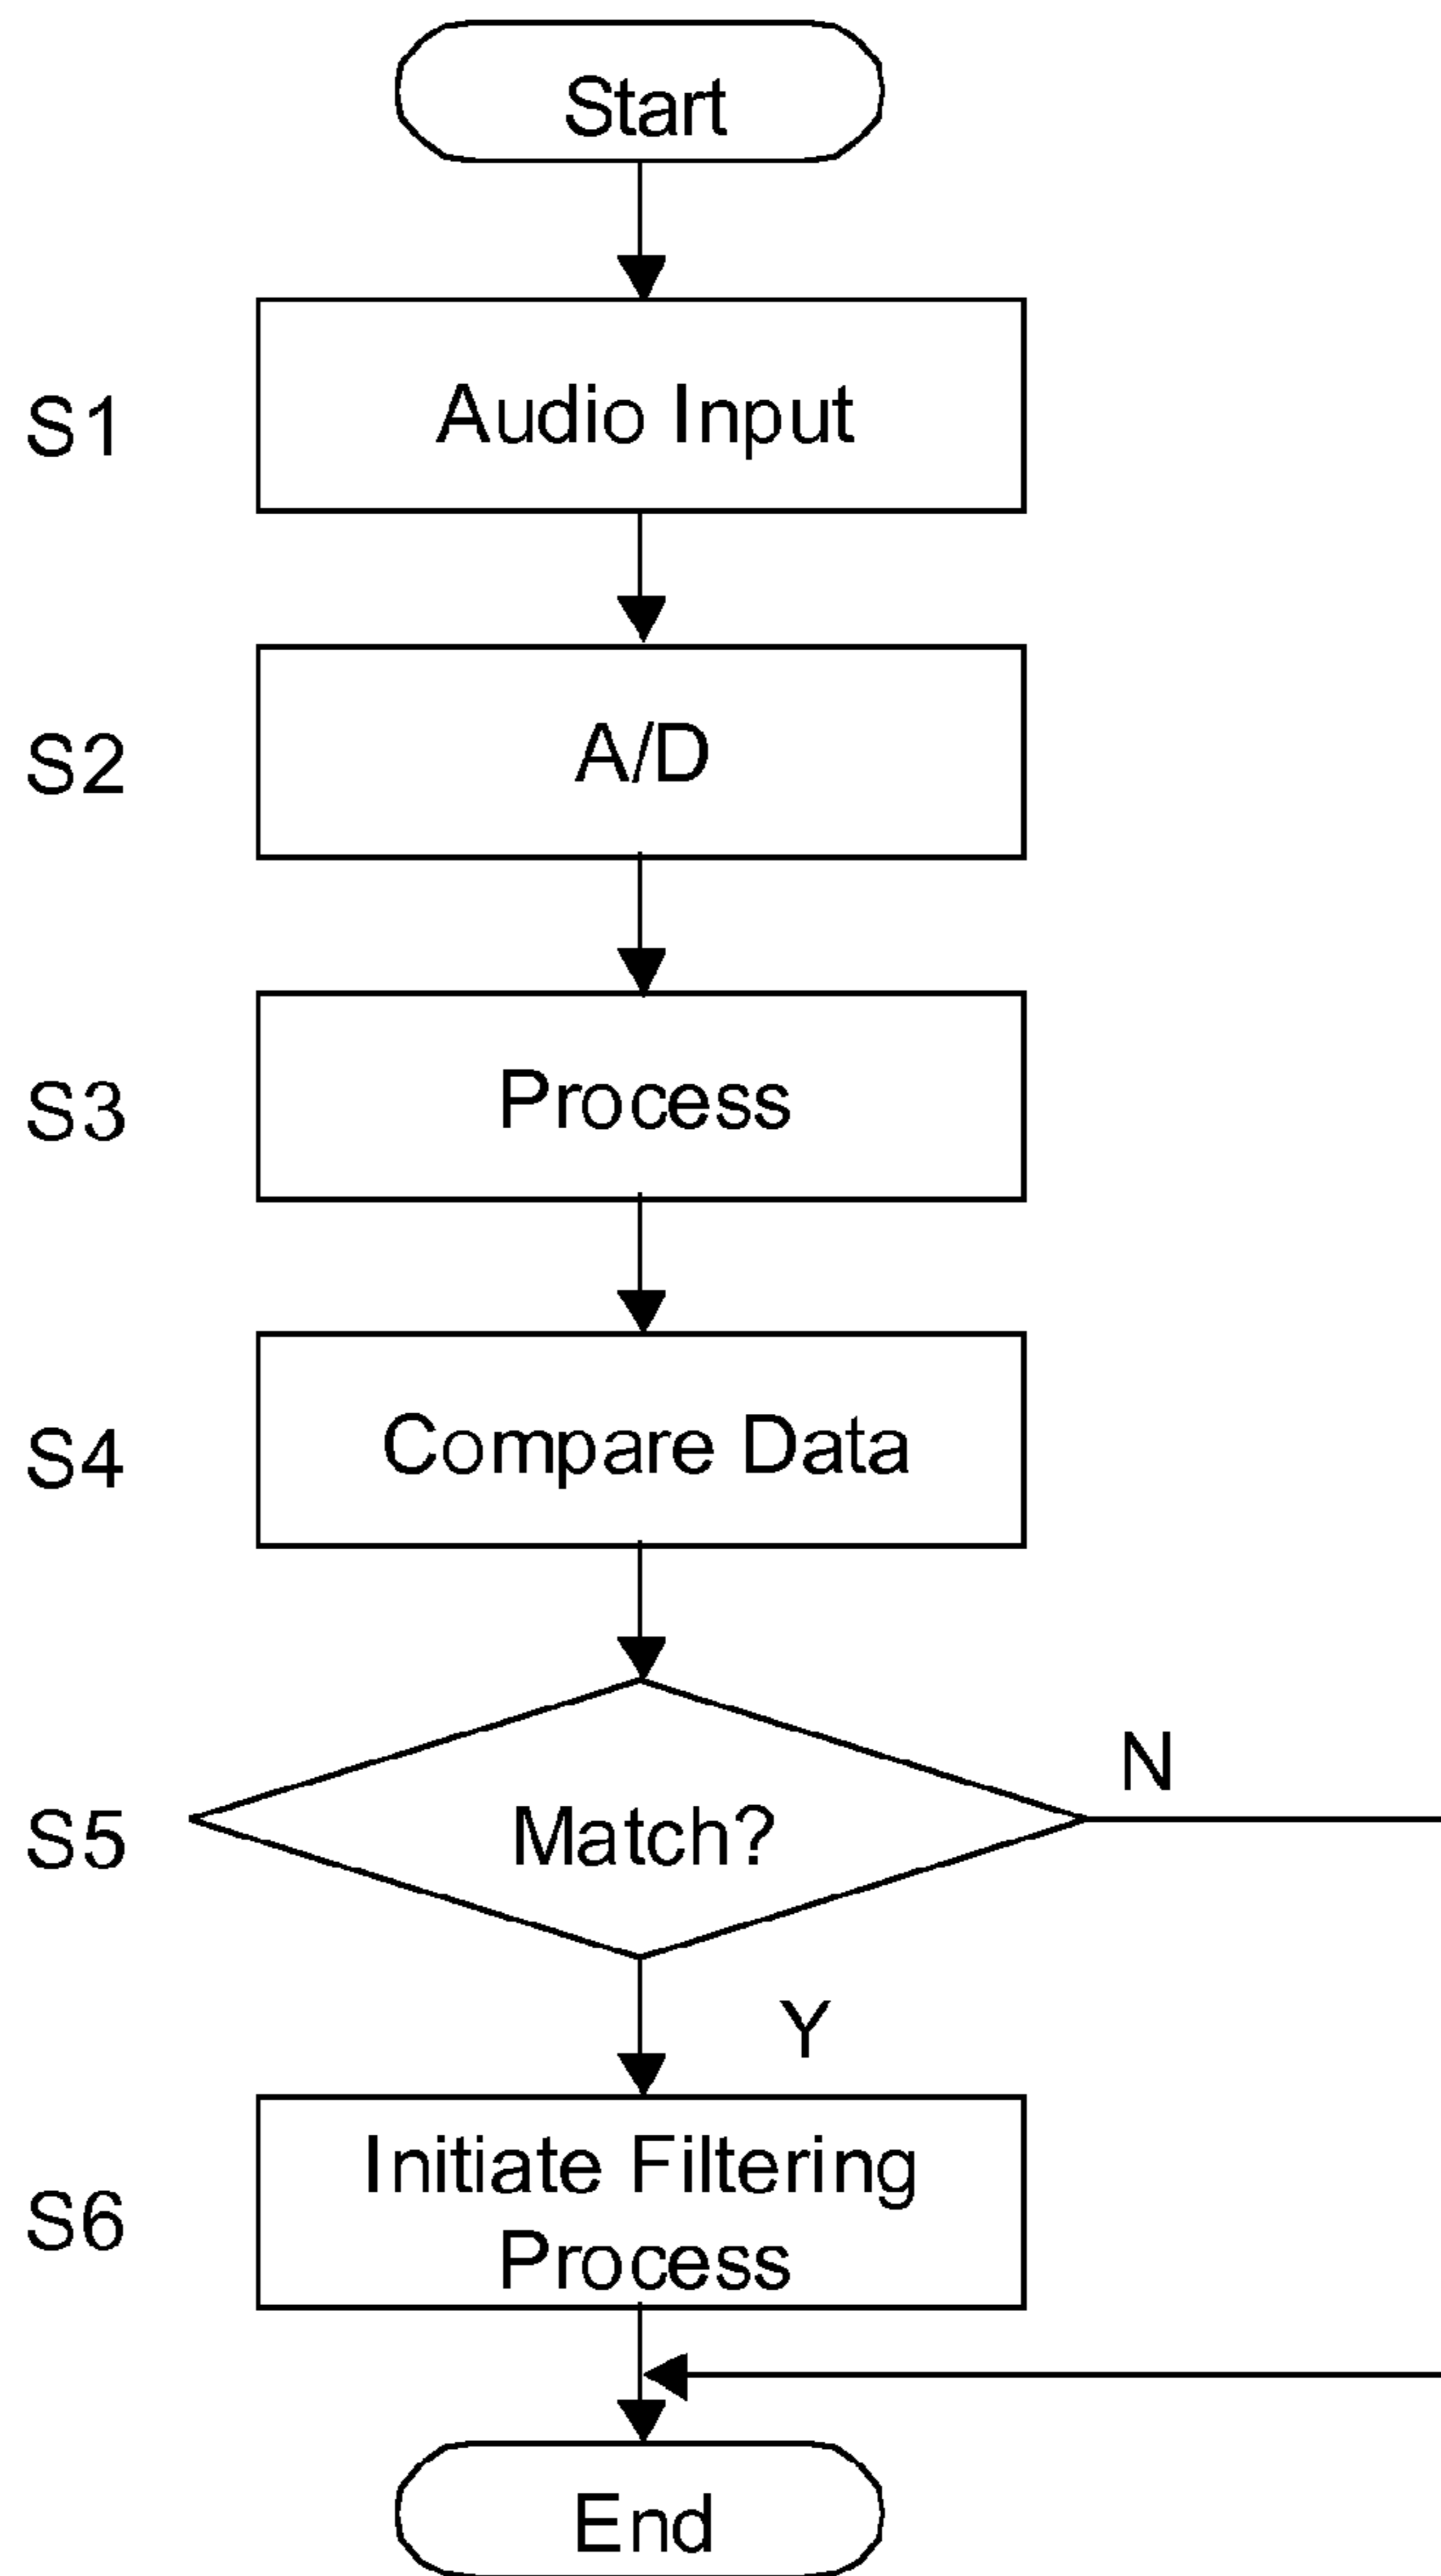 Start
S1
Audio Input
S2
A/D
S3
Process
S4
Compare Data
S5
Match?
N
Y
S6
Initiate Filtering
Process
End